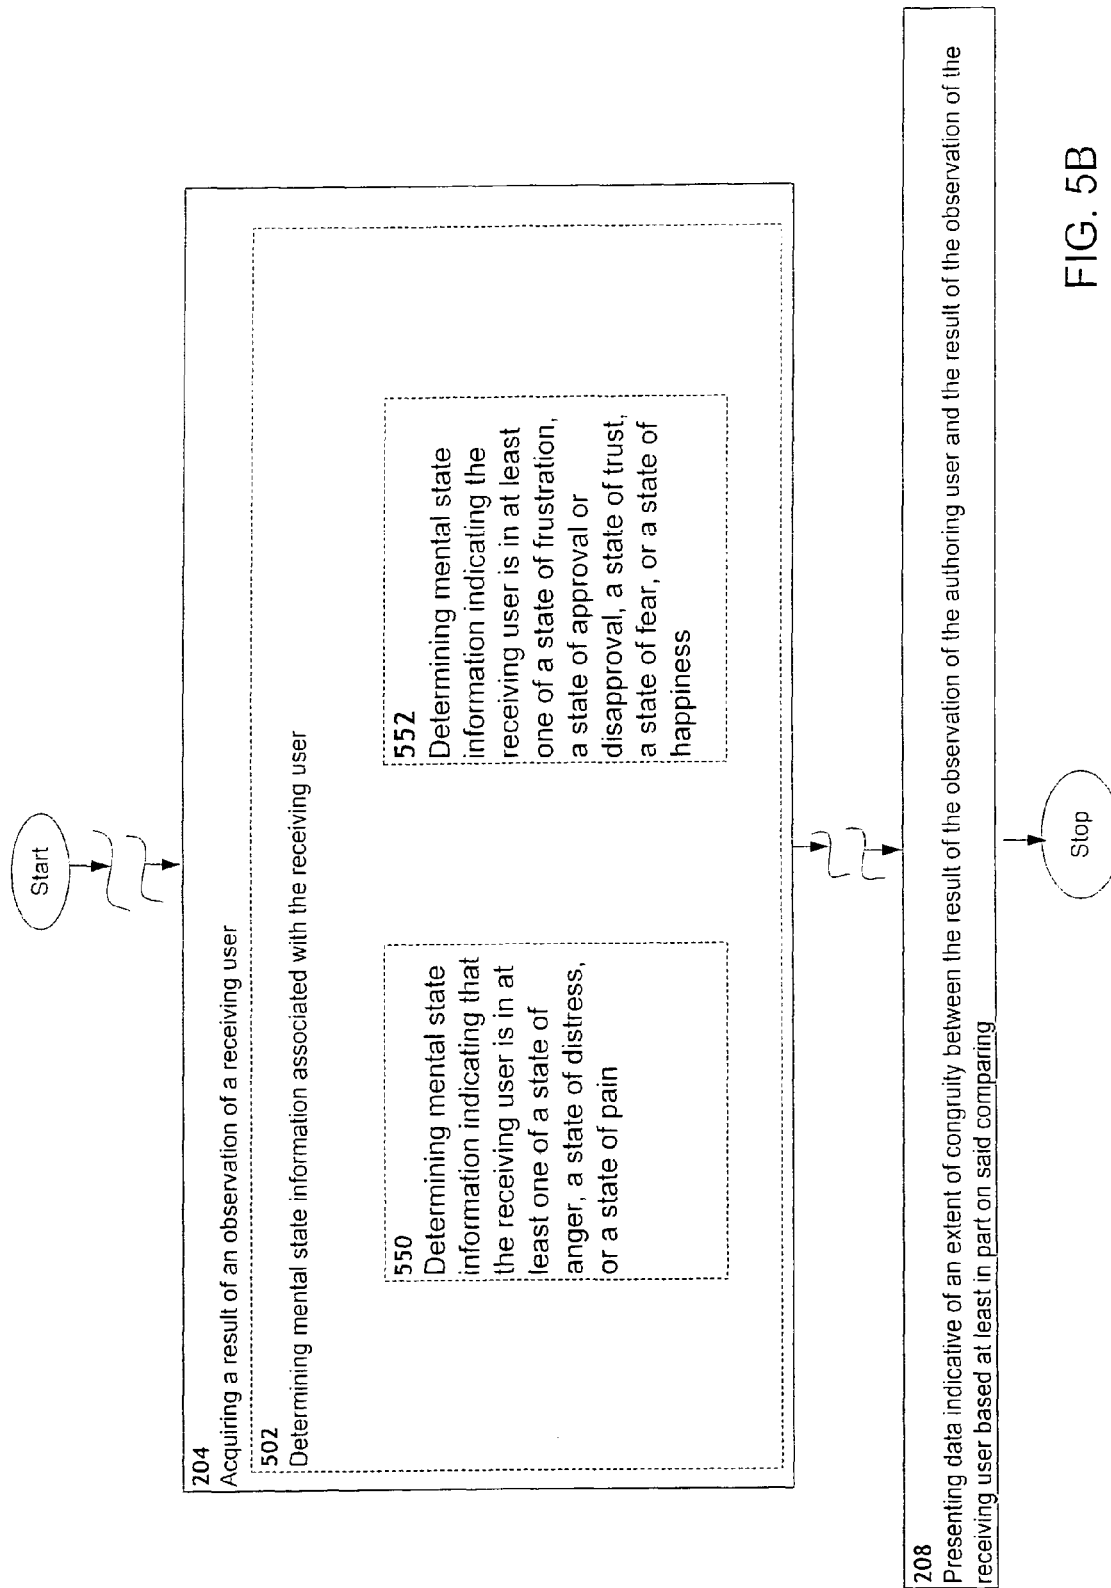 Start
204
Acquiring a result of an observation of a receiving user
502
Determining mental state information associated with the receiving user
550
Determining mental state
information indicating that
the receiving user is in at
least one of a state of
anger, a state of distress,
or a state of pain
552
Determining mental state
information indicating the
receiving user is in at least
one of a state of frustration,
a state of approval or
disapproval, a state of trust,
a state of fear, or a state of
happiness
208
Presenting data indicative of an extent of congruity between the result of the observation of the authoring user and the result of the observation of the
receiving user based at least in part on said comparing
Stop
FIG. 5B